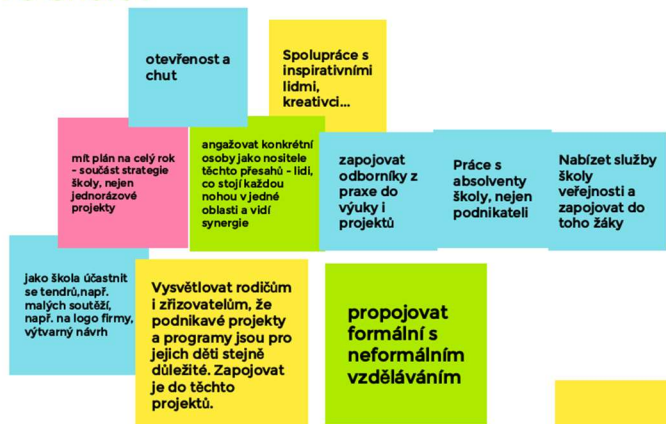 otevřenost a
chut
Spolupráce s
inspirativními
lidmi,
kreativci...
mít plán na celý rok
- součást strategie
školy, nejen
jednorázové
projekty
angažovat konkrétní
osoby jako nositele
těchto přesahů - lidi,
co stojí každou
nohou v jedné
oblasti a vidí
synergie
zapojovat
odborníky z
praxe do
výuky i
projektů
Práce s
absolventy
školy, nejen
podnikateli
Nabízet služby
školy
veřejnosti a
zapojovat do
toho žáky
jako škola účastnit
se tendrů,např.
malých soutěží,
např. na logo firmy,
výtvarný návrh
Vysvětlovat rodičům
i zřizovatelům, že
podnikavé projekty
a programy jsou pro
jejich děti stejně
důležité. Zapojovat
je do těchto
projektů.
propojovat
formální s
neformálním
vzděláváním